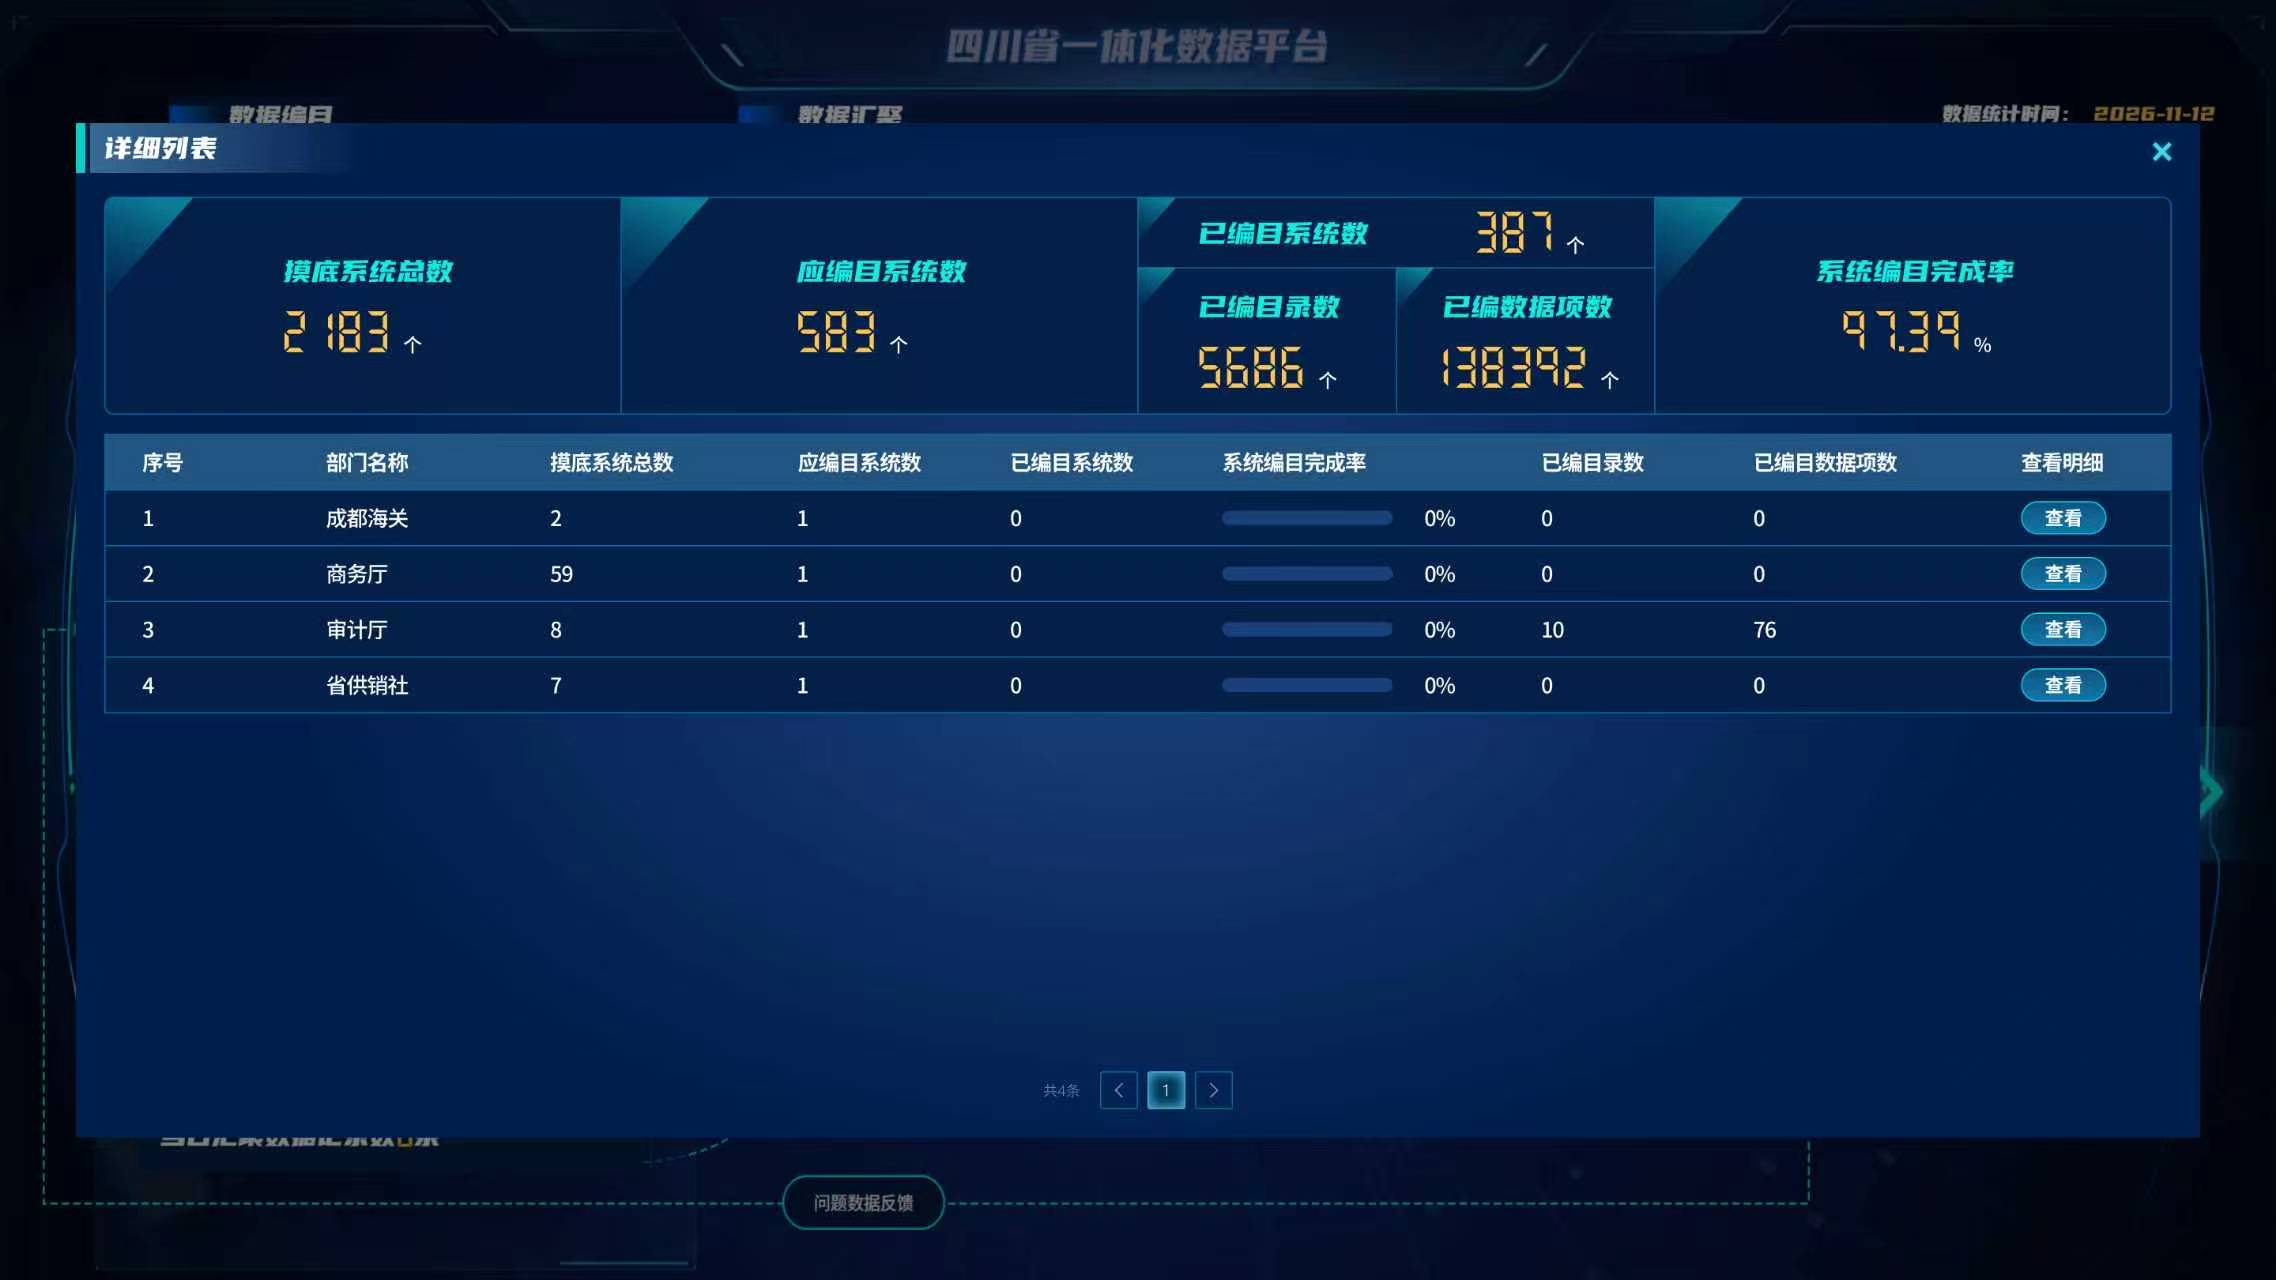 四川省一体化数据平台
数据编目
数据汇聚
数据统计时间： 2026-11-12
详细列表
摸底系统总数
2183 个
应编目系统数
583 个
已编目系统数 387 个
已编目录数
5686 个
已编数据项数
138392 个
系统编目完成率
97.39 %
序号 部门名称 摸底系统总数 应编目系统数 已编目系统数 系统编目完成率 已编目录数 已编目数据项数 查看明细
1 成都海关 2 1 0 0% 0 0 查看
2 商务厅 59 1 0 0% 0 0 查看
3 审计厅 8 1 0 0% 10 76 查看
4 省供销社 7 1 0 0% 0 0 查看
共4条 1
问题数据反馈